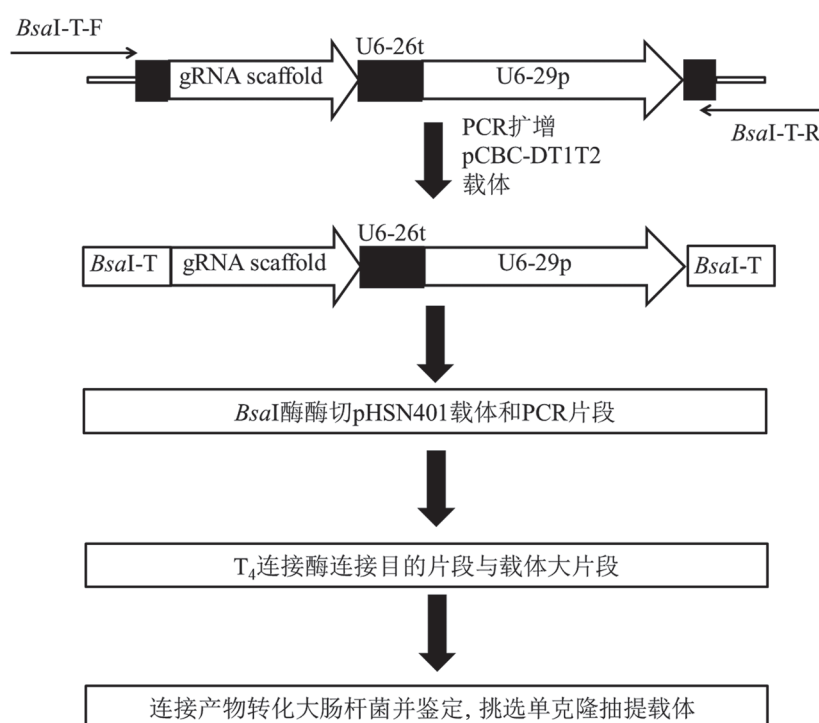 BsaI-T-F
U6-26t
gRNA scaffold
U6-29p
BsaI-T-R
PCR扩增
pCBC-DT1T2
载体
U6-26t
BsaI-T
gRNA scaffold
U6-29p
BsaI-T
BsaI酶酶切pHSN401载体和PCR片段
T4连接酶连接目的片段与载体大片段
连接产物转化大肠杆菌并鉴定, 挑选单克隆抽提载体